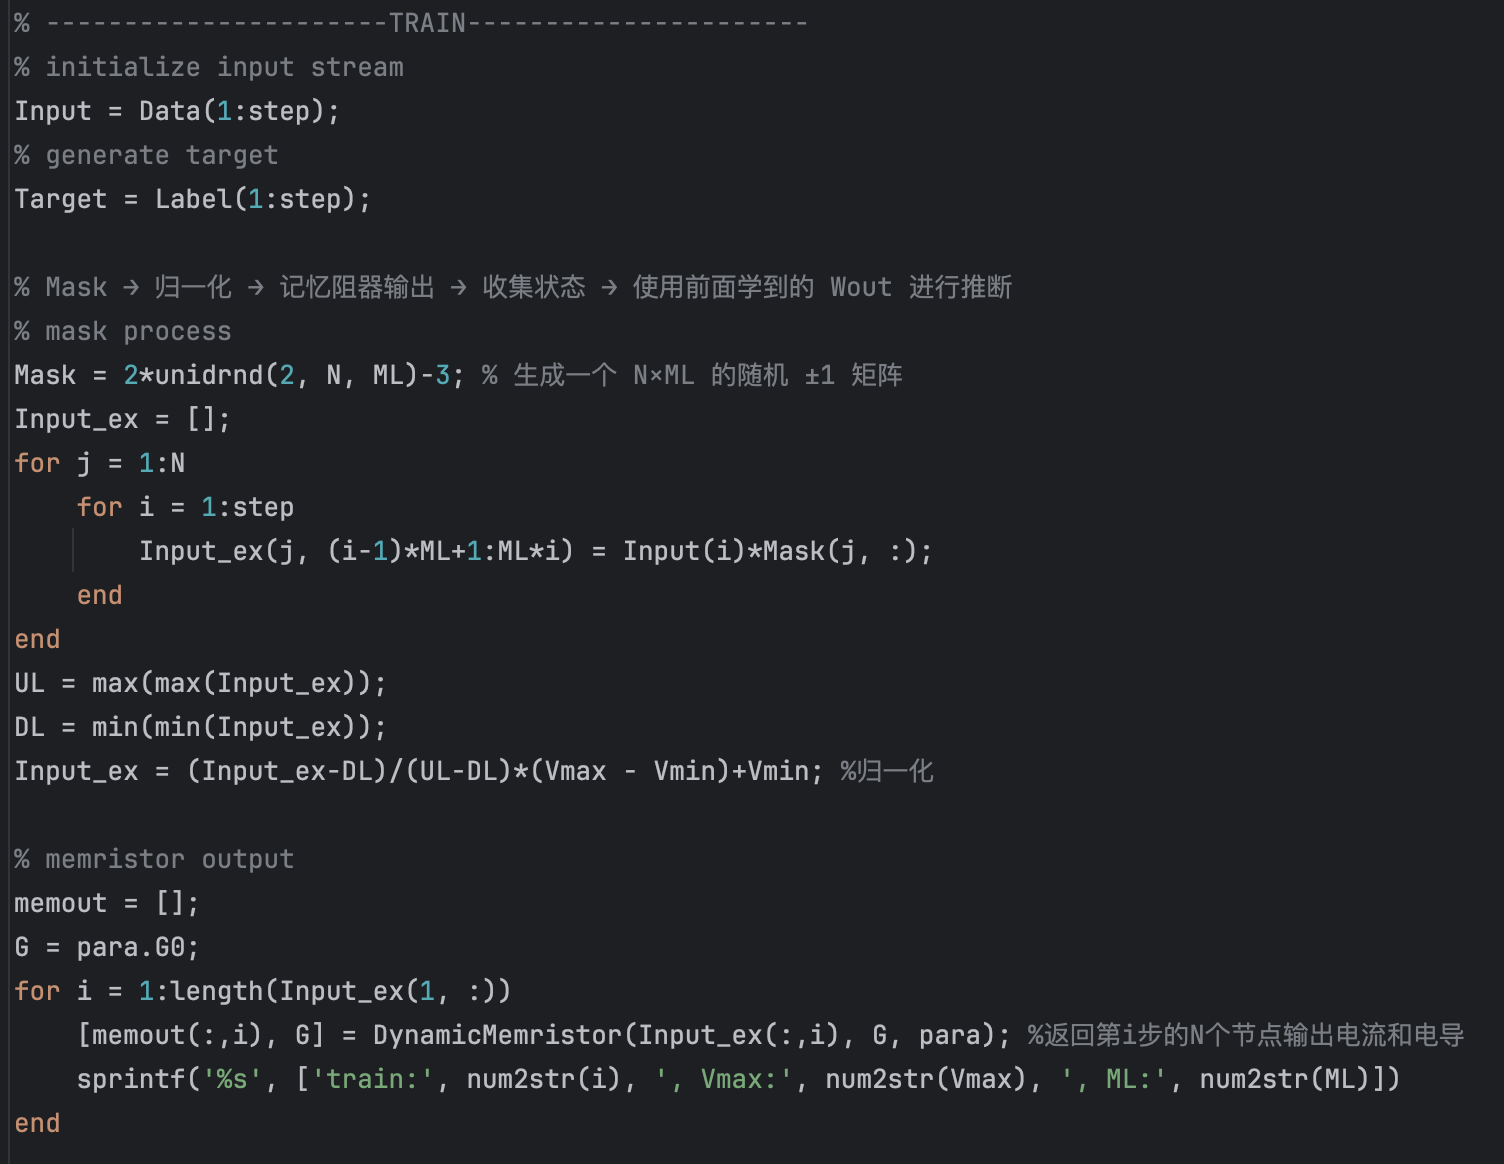 % ----------------------TRAIN----------------------
% initialize input stream
Input = Data(1:step);
% generate target
Target = Label(1:step);
% Mask → 归一化 → 记忆阻器输出 → 收集状态 → 使用前面学到的 Wout 进行推断
% mask process
Mask = 2*unidrnd(2, N, ML)-3; % 生成一个 N×ML 的随机 ±1 矩阵
Input_ex = [];
for j = 1:N
    for i = 1:step
        Input_ex(j, (i-1)*ML+1:ML*i) = Input(i)*Mask(j, :);
    end
end
UL = max(max(Input_ex));
DL = min(min(Input_ex));
Input_ex = (Input_ex-DL)/(UL-DL)*(Vmax - Vmin)+Vmin; %归一化
% memristor output
memout = [];
G = para.G0;
for i = 1:length(Input_ex(1, :))
    [memout(:,i), G] = DynamicMemristor(Input_ex(:,i), G, para); %返回第i步的N个节点输出电流和电导
    sprintf('%s', ['train:', num2str(i), ', Vmax:', num2str(Vmax), ', ML:', num2str(ML)])
end